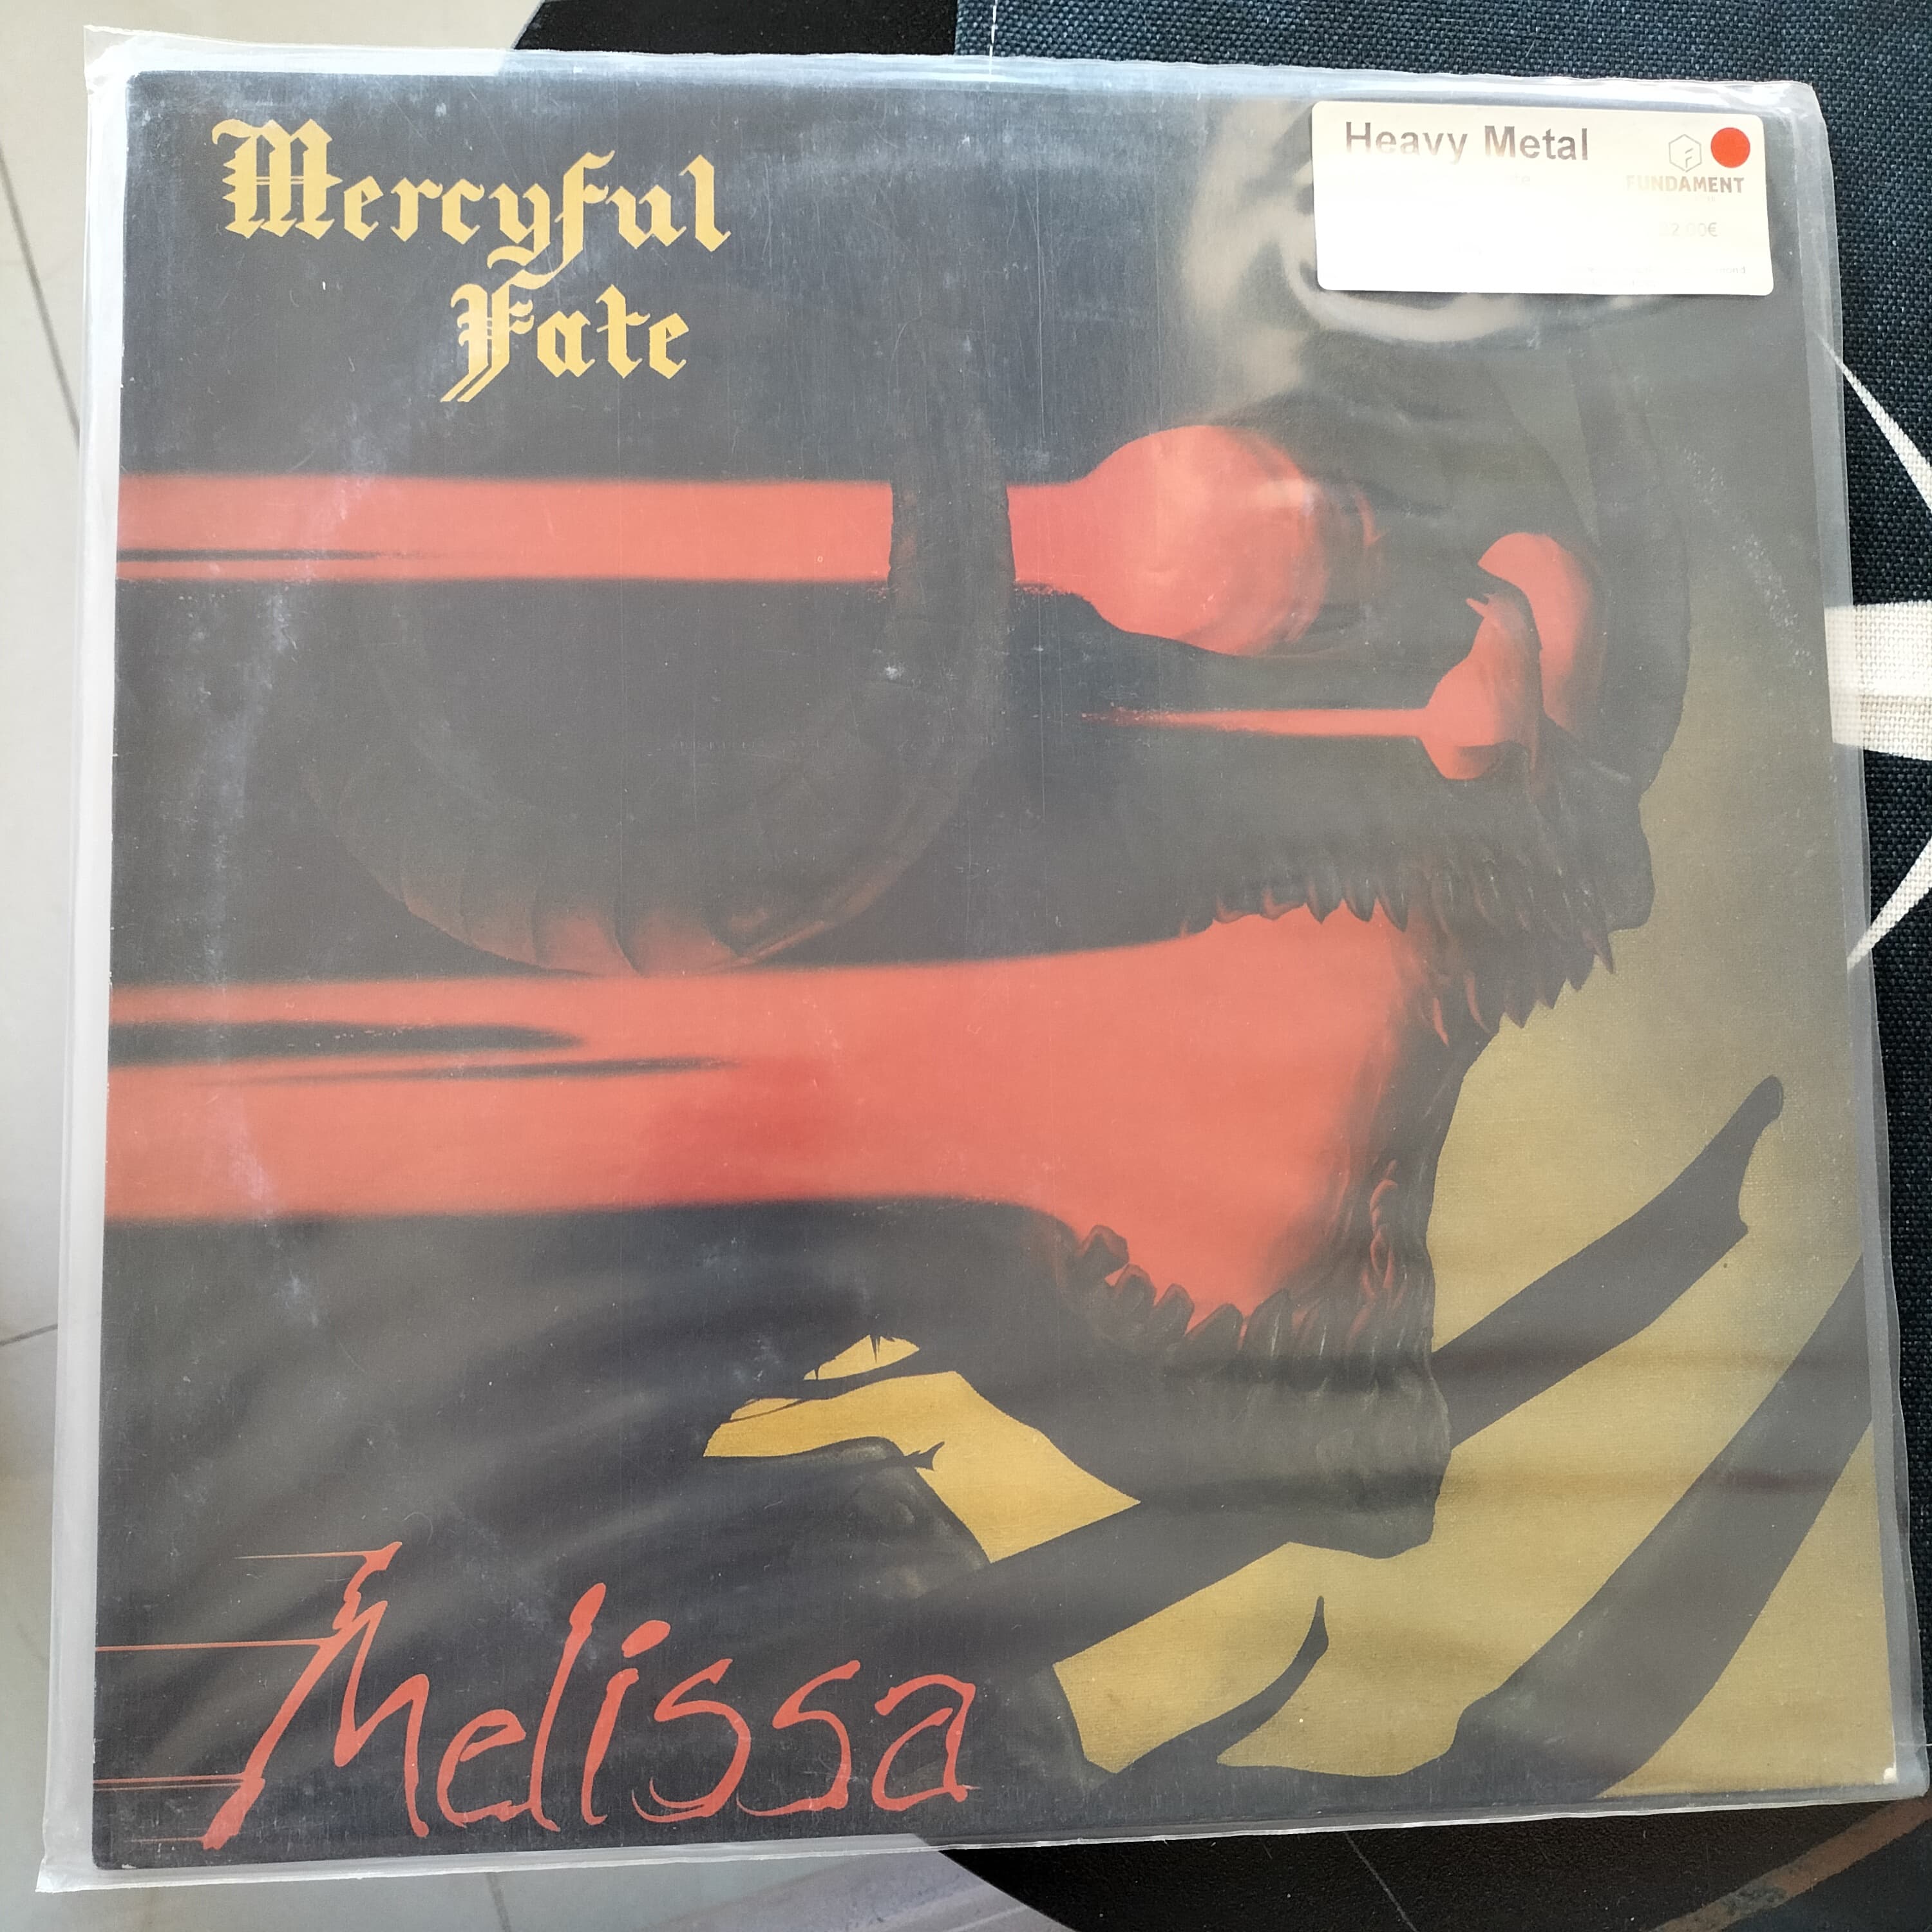 Mercyful
Fate
Heavy Metal
FUNDAMENT
Melissa